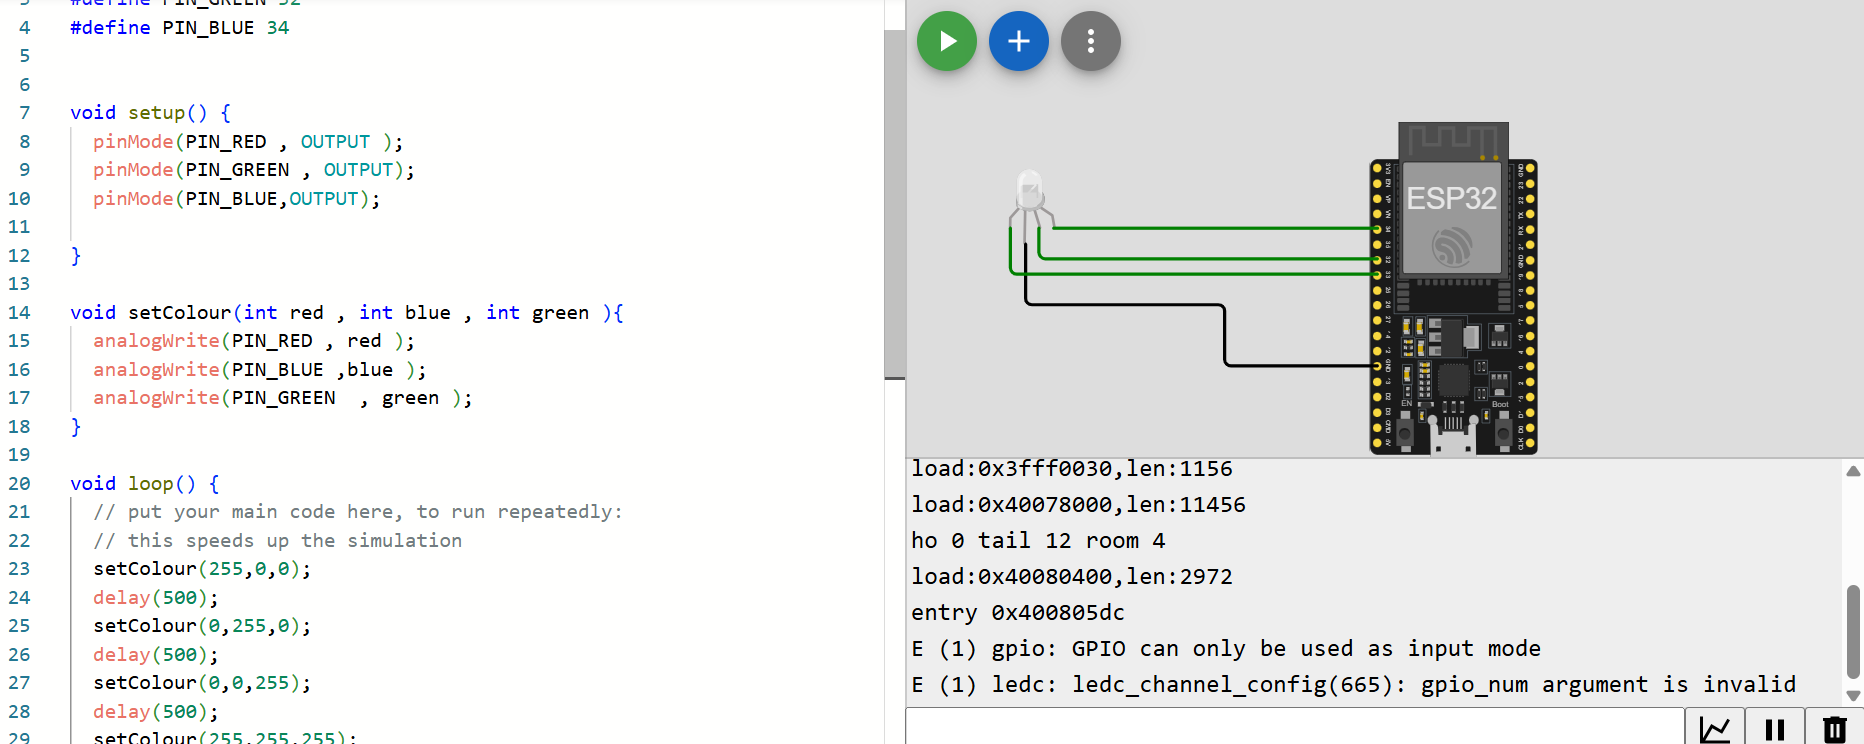 3 #define PIN_GREEN 32
4 #define PIN_BLUE 34
5
6
7 void setup() {
8 pinMode(PIN_RED , OUTPUT );
9 pinMode(PIN_GREEN , OUTPUT);
10 pinMode(PIN_BLUE,OUTPUT);
11
12 }
13
14 void setColour(int red , int blue , int green ){
15 analogWrite(PIN_RED , red );
16 analogWrite(PIN_BLUE ,blue );
17 analogWrite(PIN_GREEN  , green );
18 }
19
20 void loop() {
21 // put your main code here, to run repeatedly:
22 // this speeds up the simulation
23 setColour(255,0,0);
24 delay(500);
25 setColour(0,255,0);
26 delay(500);
27 setColour(0,0,255);
28 delay(500);
29 setColour(255,255,255);
ESP32
EN
Boot
load:0x3fff0030,len:1156
load:0x40078000,len:11456
ho 0 tail 12 room 4
load:0x40080400,len:2972
entry 0x400805dc
E (1) gpio: GPIO can only be used as input mode
E (1) ledc: ledc_channel_config(665): gpio_num argument is invalid